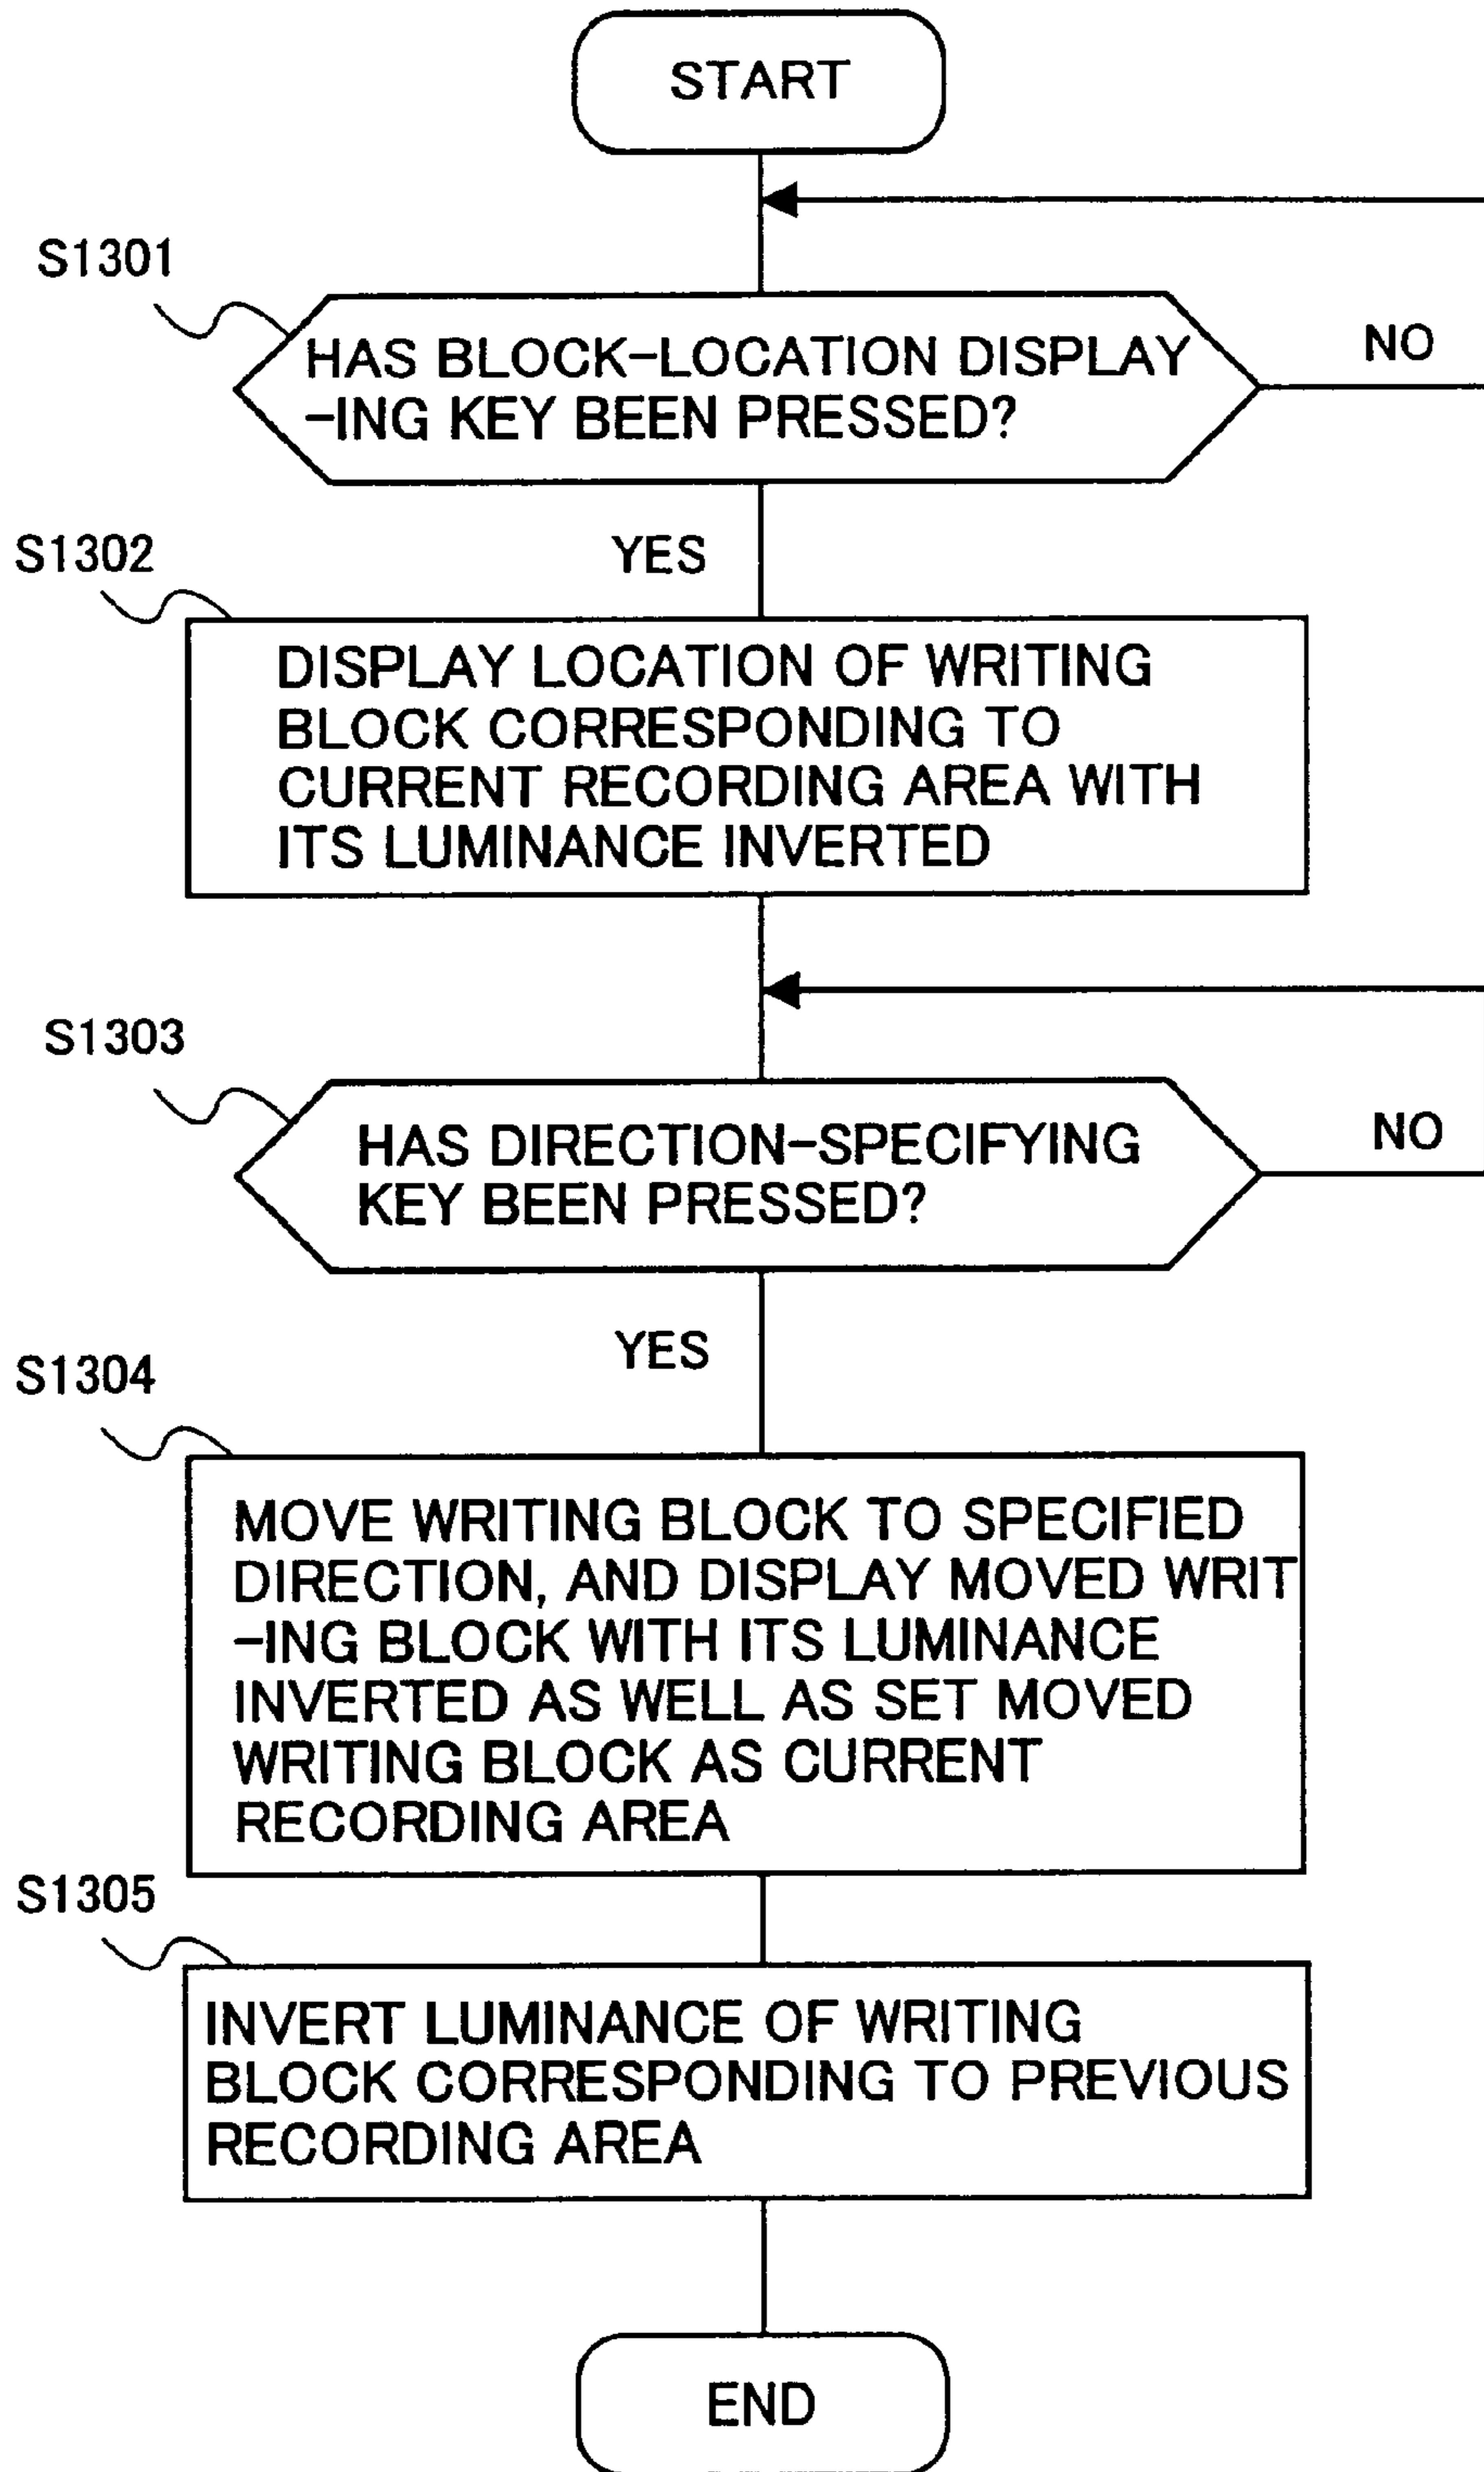 START
S1301
HAS BLOCK-LOCATION DISPLAY
-ING KEY BEEN PRESSED?
NO
YES
S1302
DISPLAY LOCATION OF WRITING
BLOCK CORRESPONDING TO
CURRENT RECORDING AREA WITH
ITS LUMINANCE INVERTED
S1303
HAS DIRECTION-SPECIFYING
KEY BEEN PRESSED?
NO
YES
S1304
MOVE WRITING BLOCK TO SPECIFIED
DIRECTION, AND DISPLAY MOVED WRIT
-ING BLOCK WITH ITS LUMINANCE
INVERTED AS WELL AS SET MOVED
WRITING BLOCK AS CURRENT
RECORDING AREA
S1305
INVERT LUMINANCE OF WRITING
BLOCK CORRESPONDING TO PREVIOUS
RECORDING AREA
END